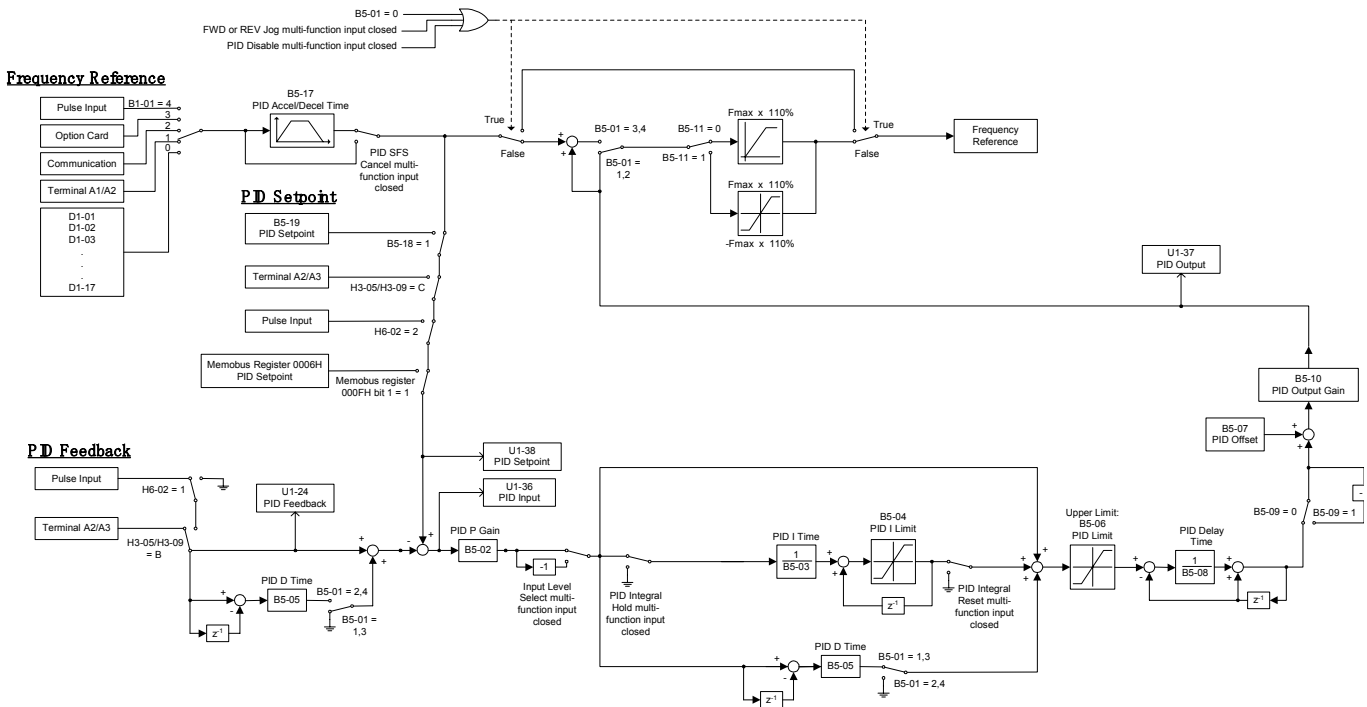 B5-01 = 0
FWD or REV Jog multi-function input closed
PID Disable multi-function input closed
Frequency Reference
Pulse Input
B1-01 = 4
3
2
1
0
Option Card
Communication
Terminal A1/A2
D1-01
D1-02
D1-03
.
.
.
D1-17
B5-17
PID Accel/Decel Time
PID SFS
Cancel multi-
function input
closed
True
False
+
+
B5-01 = 3,4
B5-01 =
1,2
B5-11 = 0
B5-11 = 1
Fmax x 110%
Fmax x 110%
-Fmax x 110%
True
False
Frequency
Reference
PID Setpoint
B5-19
PID Setpoint
B5-18 = 1
Terminal A2/A3
H3-05/H3-09 = C
Pulse Input
H6-02 = 2
Memobus Register 0006H
PID Setpoint
Memobus register
000FH bit 1 = 1
U1-37
PID Output
B5-10
PID Output Gain
B5-07
PID Offset
+
+
-
B5-09 = 0
B5-09 = 1
PID Feedback
Pulse Input
H6-02 = 1
Terminal A2/A3
H3-05/H3-09
= B
U1-24
PID Feedback
U1-38
PID Setpoint
U1-36
PID Input
+
+
-
+
PID P Gain
B5-02
-1
Input Level
Select multi-
function input
closed
PID D Time
B5-05
+
-
z-1
B5-01 = 2,4
B5-01 =
1,3
PID Integral
Hold multi-
function input
closed
PID I Time
1
B5-03
+
+
B5-04
PID I Limit
z-1
PID Integral
Reset multi-
function input
closed
+
+
+
Upper Limit:
B5-06
PID Limit
PID Delay
Time
+
-
1
B5-08
+
+
z-1
PID D Time
B5-05
+
-
z-1
B5-01 = 1,3
B5-01 = 2,4